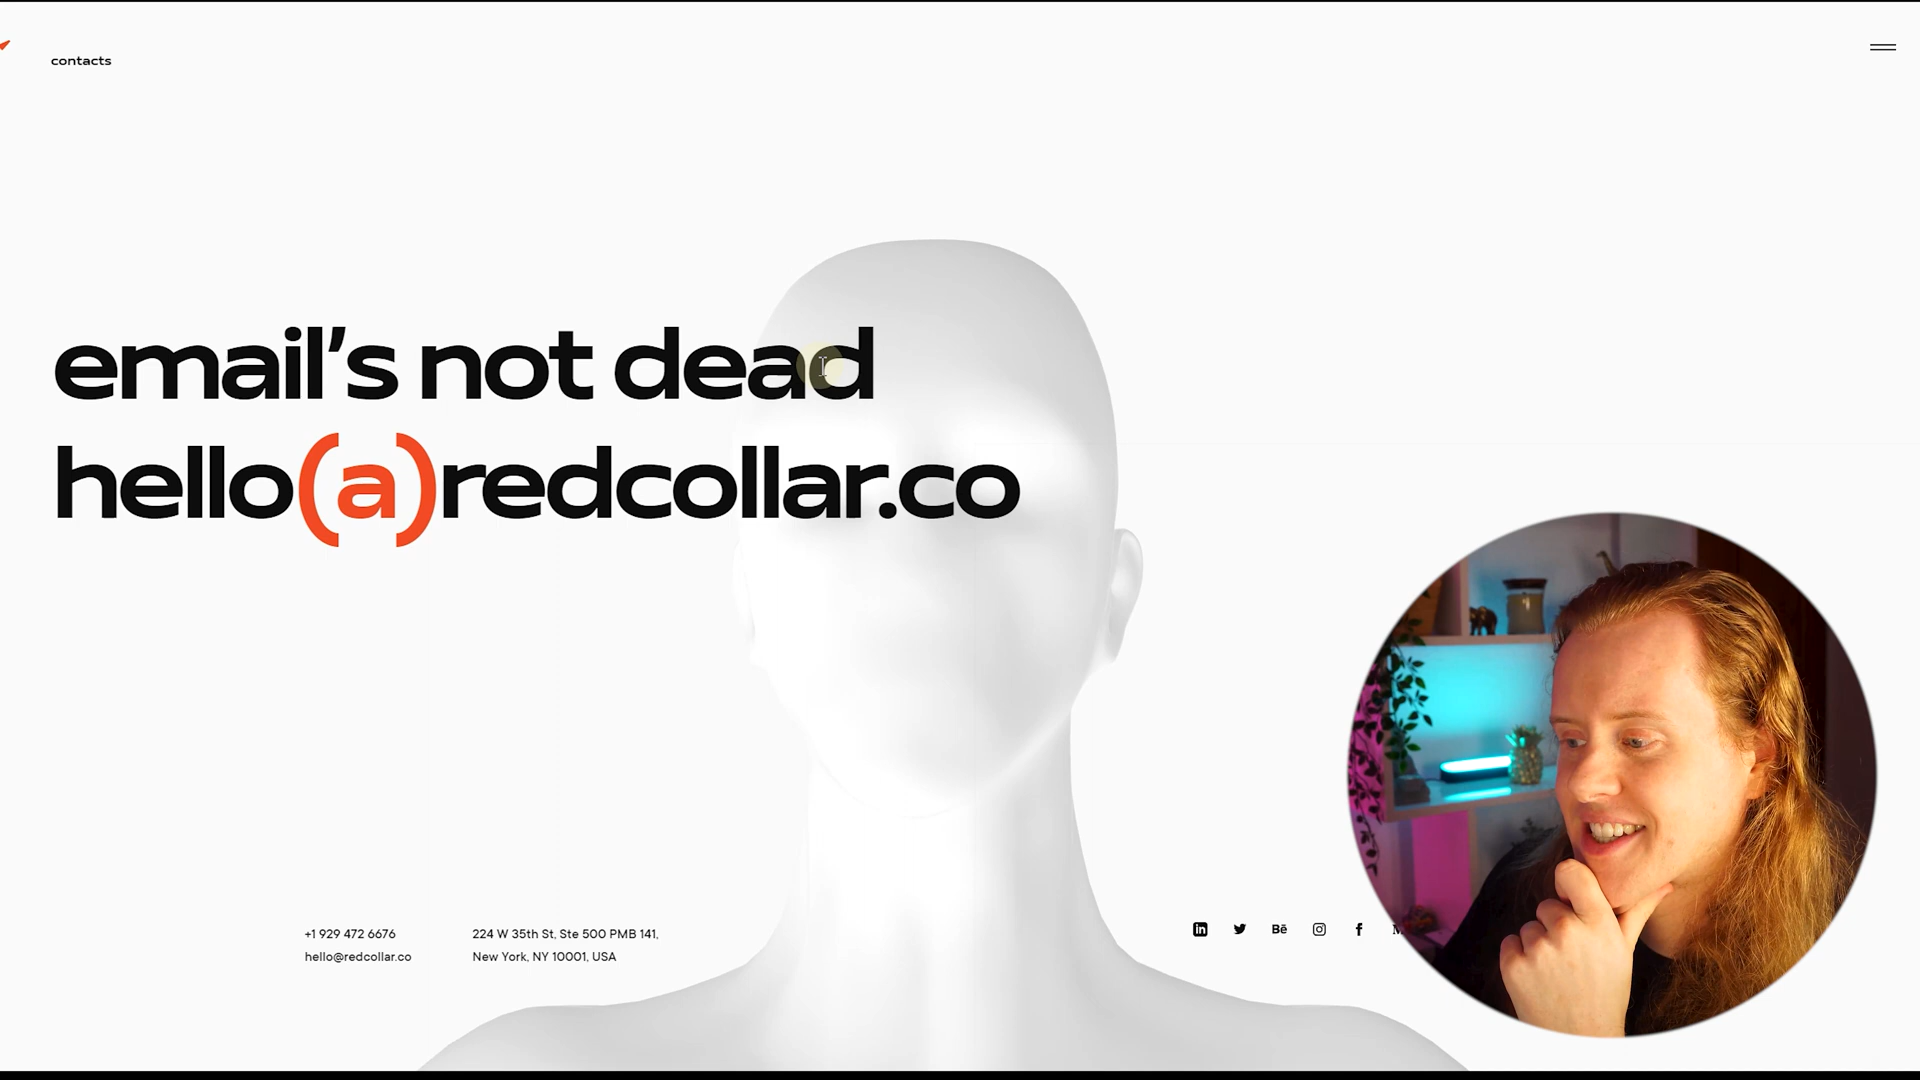 contacts
email’s not dead
hello(a)redcollar.co
+1 929 472 6676
hello@redcollar.co
224 W 35th St, Ste 500 PMB 141,
New York, NY 10001, USA
in
Bē
f